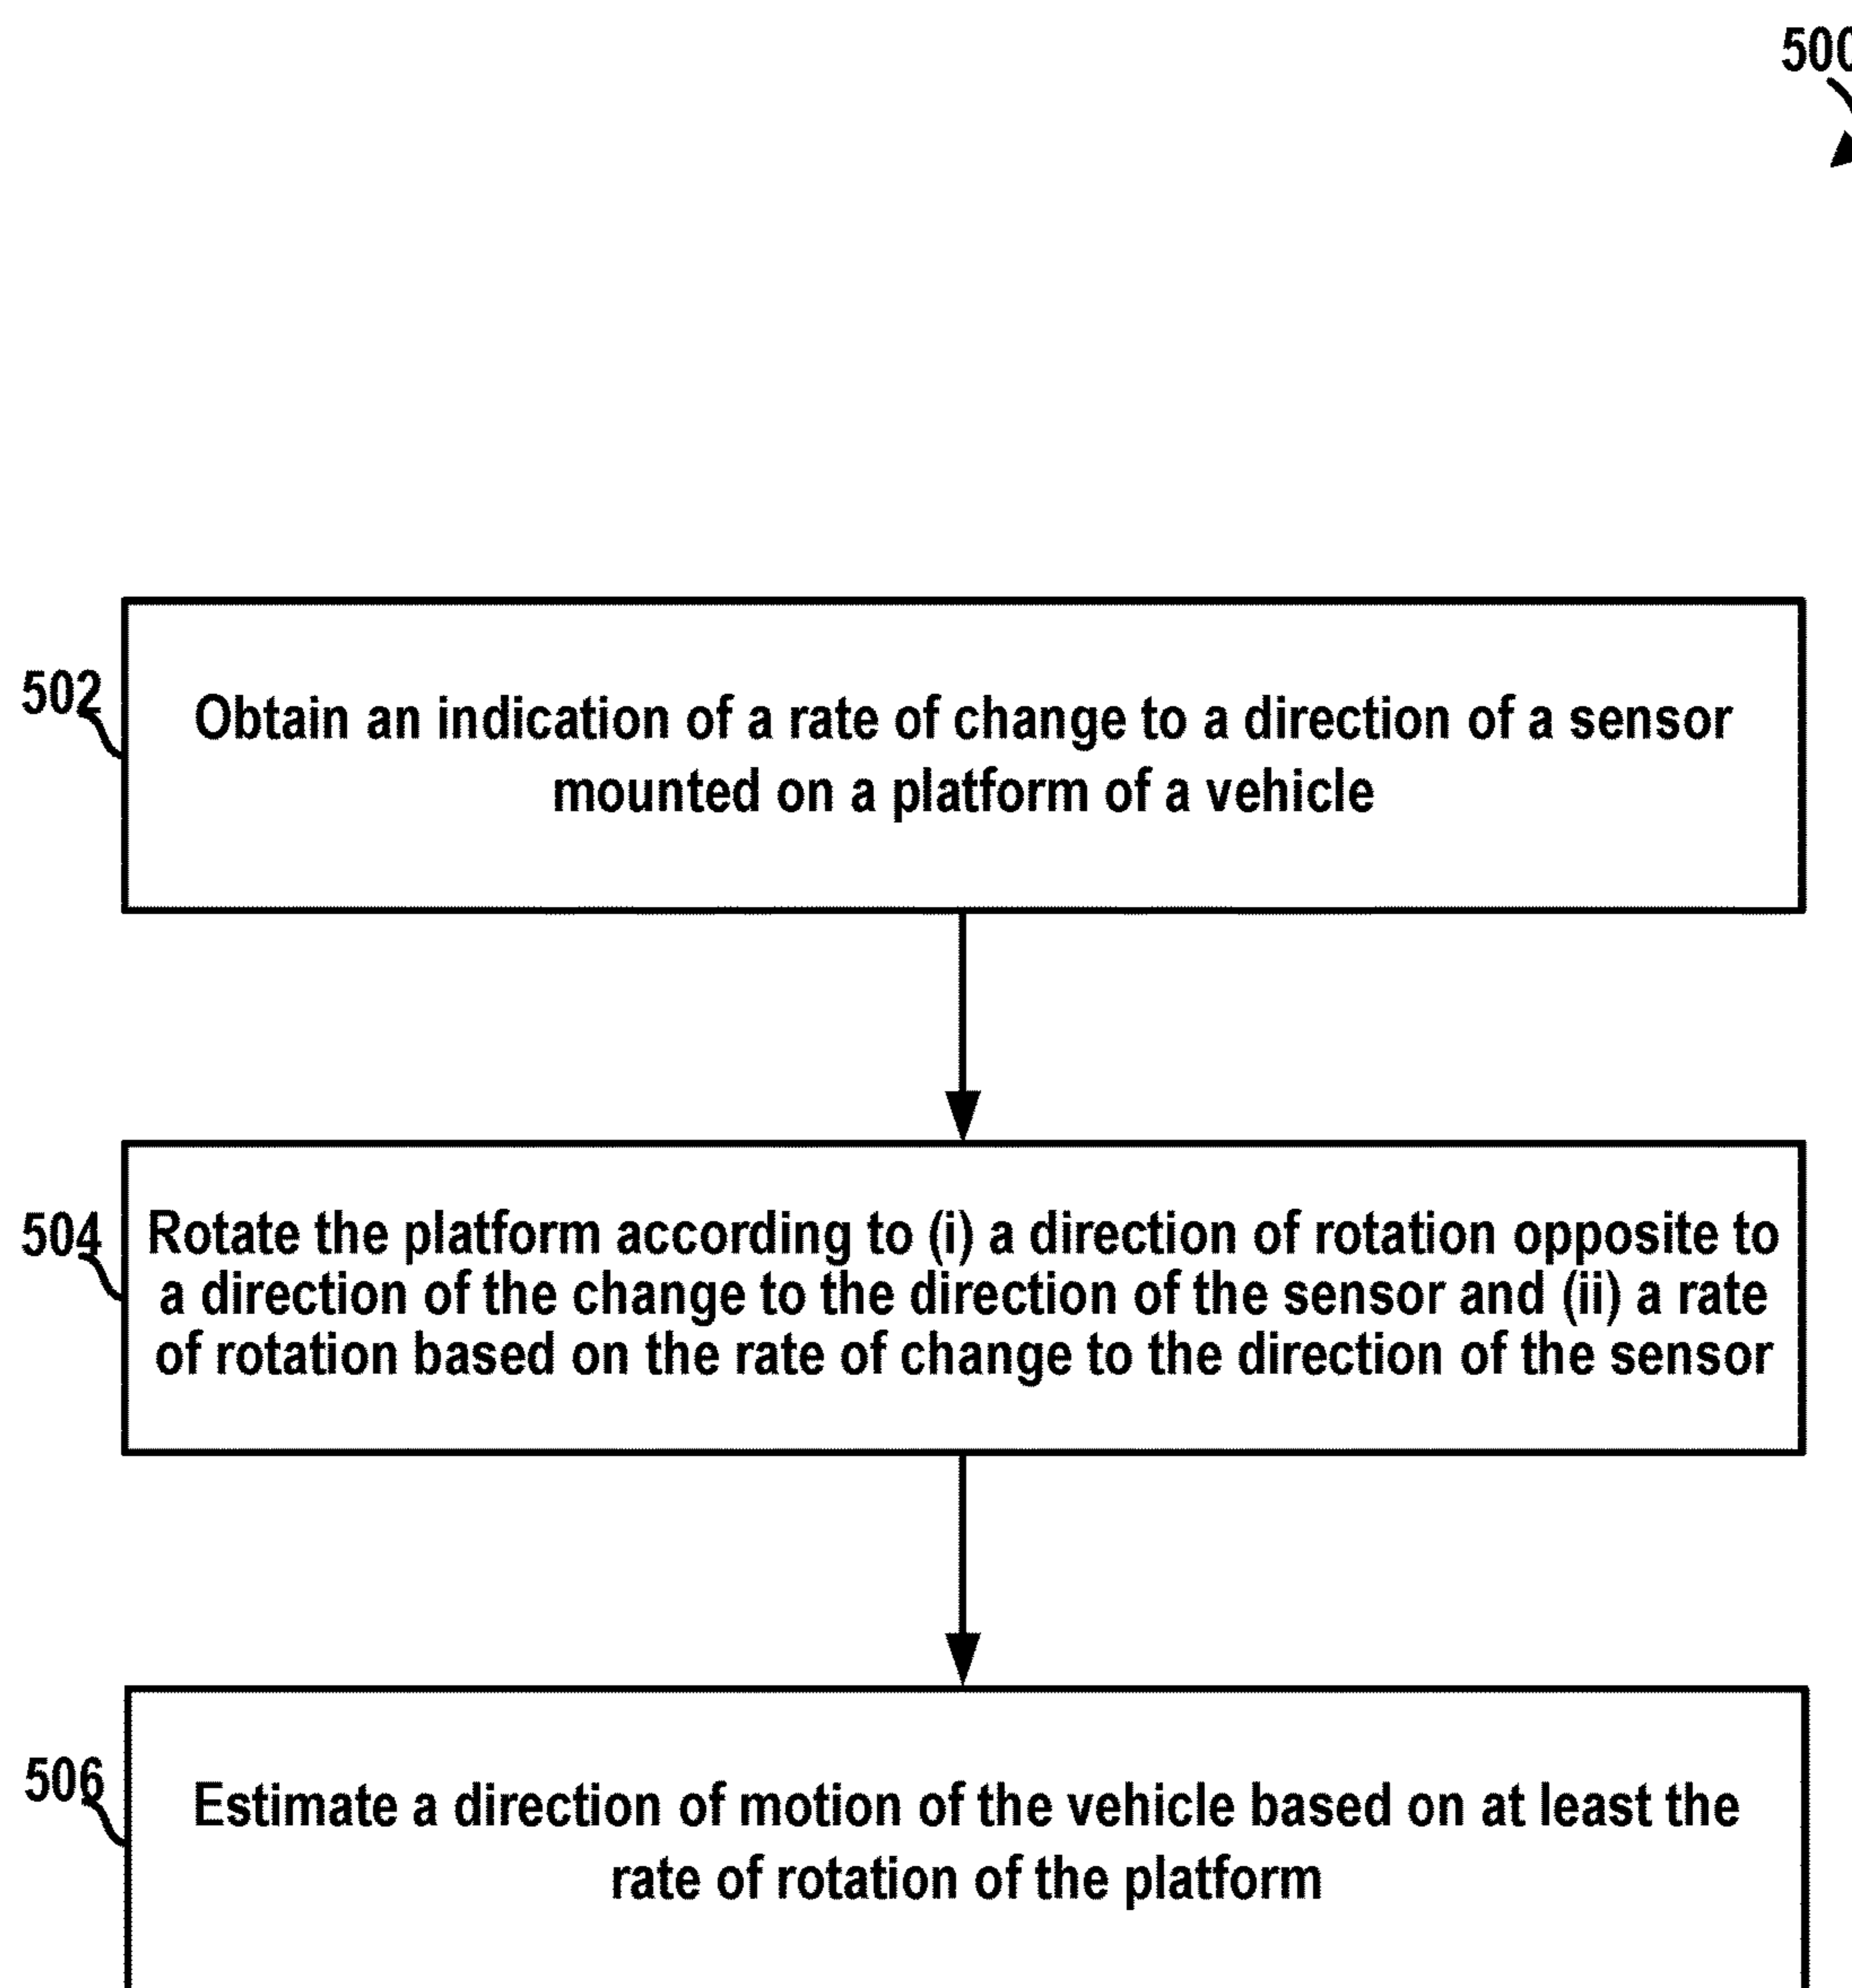 500
502
Obtain an indication of a rate of change to a direction of a sensor
mounted on a platform of a vehicle
504
Rotate the platform according to (i) a direction of rotation opposite to
a direction of the change to the direction of the sensor and (ii) a rate
of rotation based on the rate of change to the direction of the sensor
506
Estimate a direction of motion of the vehicle based on at least the
rate of rotation of the platform